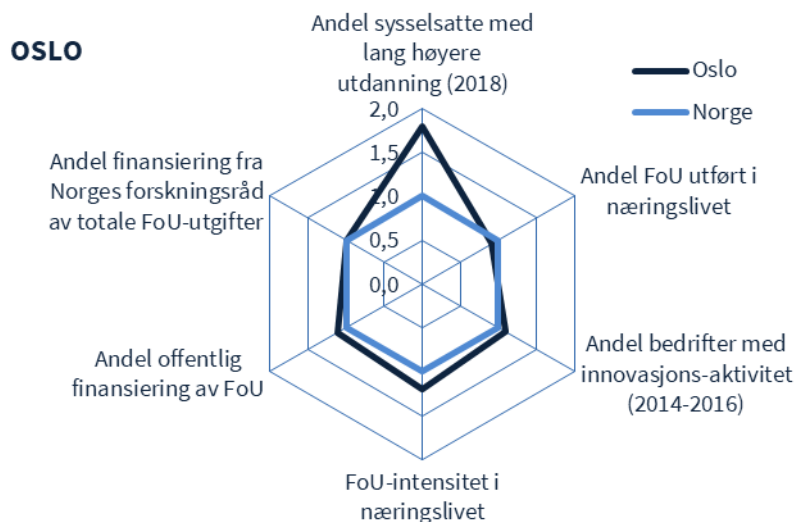 OSLO
Andel sysselsatte med
lang høyere
utdanning (2018)
Oslo
Norge
2,0
1,5
1,0
0,5
0,0
Andel FoU utført i
næringslivet
Andel bedrifter med
innovasjons-aktivitet
(2014-2016)
FoU-intensitet i
næringslivet
Andel offentlig
finansiering av FoU
Andel finansiering fra
Norges forskningsråd
av totale FoU-utgifter